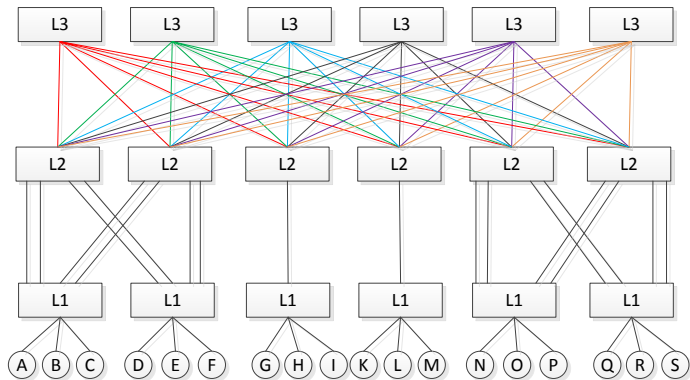 L3 L3 L3 L3 L3 L3
L2 L2 L2 L2 L2 L2
L1 L1 L1 L1 L1 L1
A B C D E F G H I K L M N O P Q R S